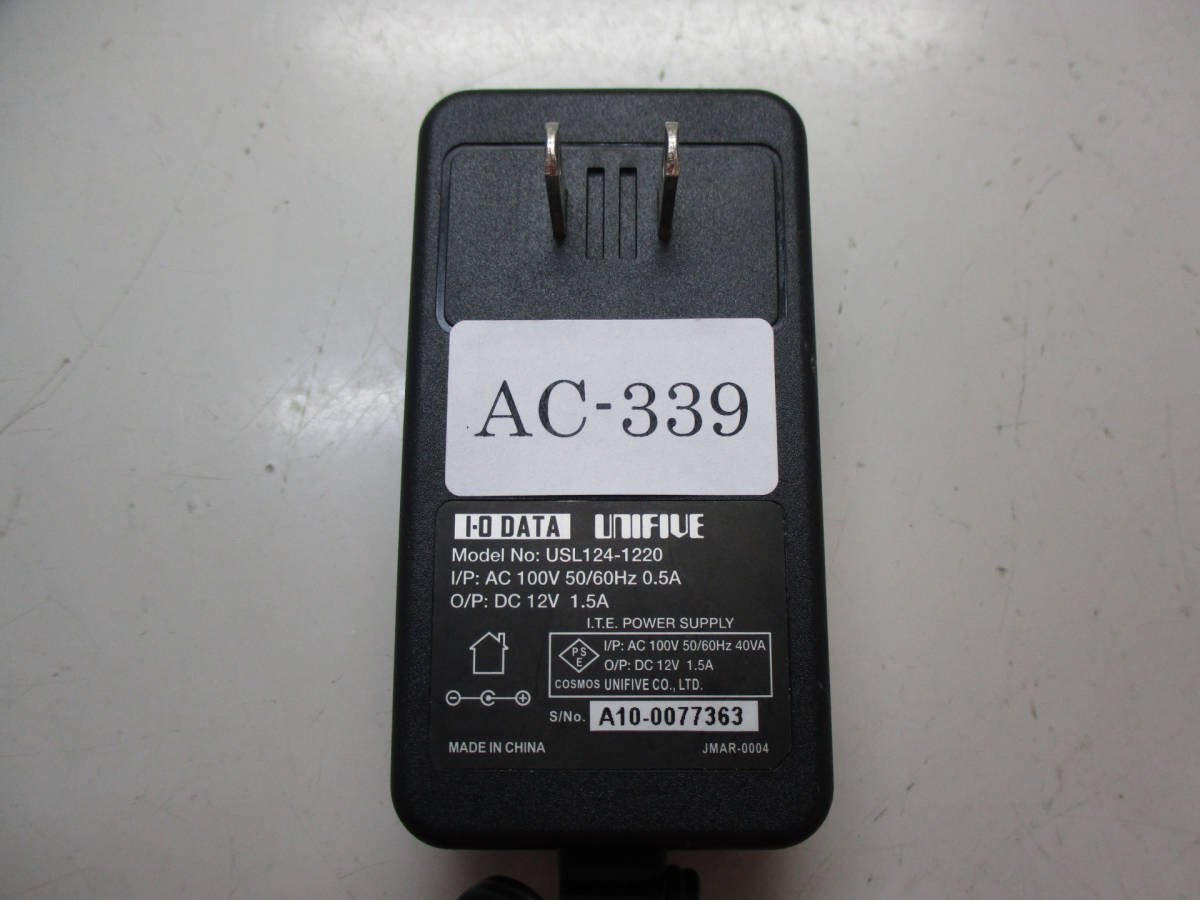 AC-339
I-O DATA UNIFIVE
Model No: USL124-1220
I/P: AC 100V 50/60Hz 0.5A
O/P: DC 12V 1.5A
I.T.E. POWER SUPPLY
PSE
I/P: AC 100V 50/60Hz 40VA
O/P: DC 12V 1.5A
COSMOS UNIFIVE CO., LTD.
S/No. A10-0077363
MADE IN CHINA
JMAR-0004